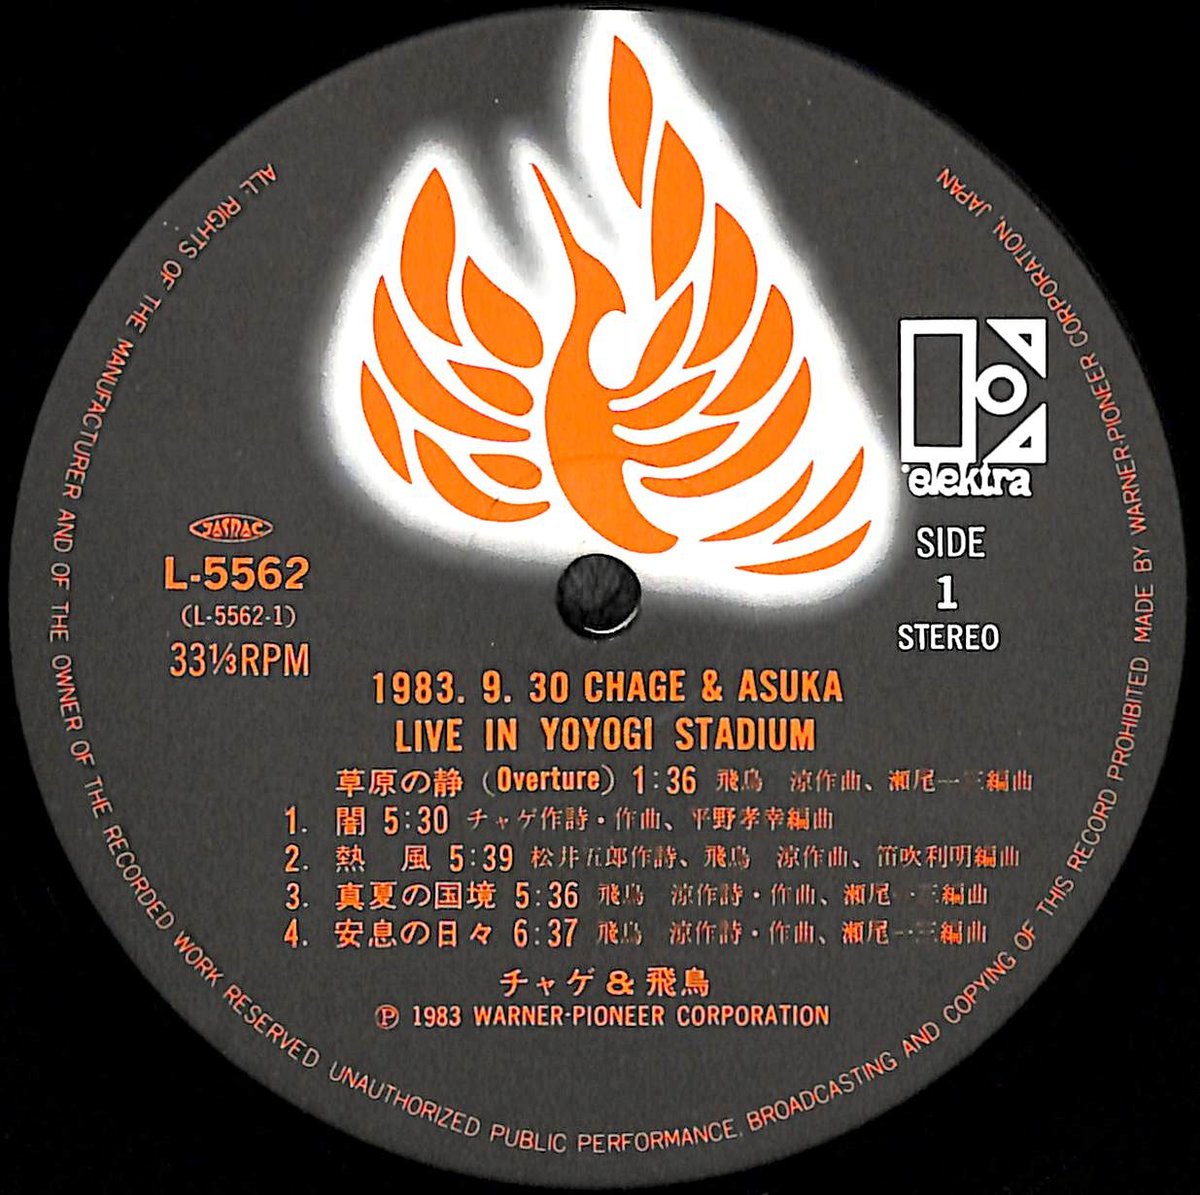 ALL RIGHTS OF THE MANUFACTURER AND OF THE OWNER OF THE RECORDED WORK RESERVED UNAUTHORIZED PUBLIC PERFORMANCE, BROADCASTING AND COPYING OF THIS RECORD PROHIBITED MADE BY WARNER-PIONEER CORPORATION, JAPAN
elektra
SIDE
1
STEREO
JASRAC
L-5562
(L-5562-1)
33⅓RPM
1983. 9. 30 CHAGE & ASUKA
LIVE IN YOYOGI STADIUM
草原の静 (Overture) 1:36 飛鳥 涼作曲、瀬尾一三編曲
1. 闇 5:30 チャゲ作詩・作曲、平野孝幸編曲
2. 熱 風 5:39 松井五郎作詩、飛鳥 涼作曲、笛吹利明編曲
3. 真夏の国境 5:36 飛鳥 涼作詩・作曲、瀬尾一三編曲
4. 安息の日々 6:37 飛鳥 涼作詩・作曲、瀬尾一三編曲
チャゲ&飛鳥
Ⓟ 1983 WARNER-PIONEER CORPORATION